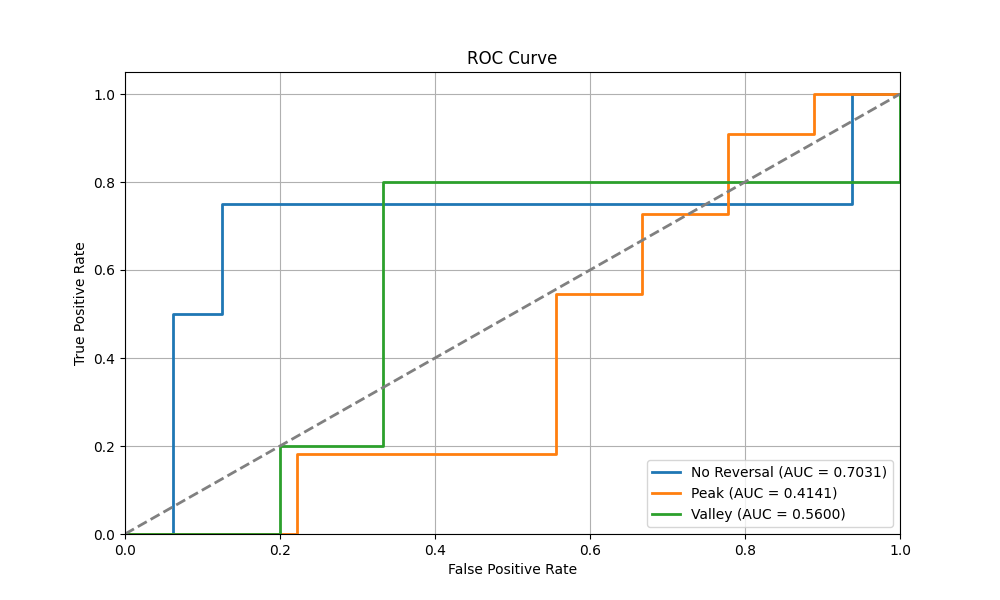 ROC Curve
True Positive Rate
1.0
0.8
0.6
0.4
0.2
0.0
No Reversal (AUC = 0.7031)
Peak (AUC = 0.4141)
Valley (AUC = 0.5600)
0.0 0.2 0.4 0.6 0.8 1.0
False Positive Rate